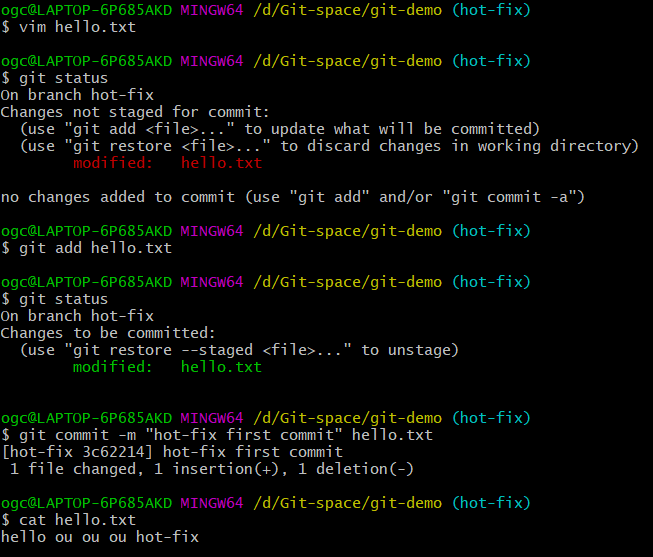 ogc@LAPTOP-6P685AKD MINGW64 /d/Git-space/git-demo (hot-fix)
$ vim hello.txt
ogc@LAPTOP-6P685AKD MINGW64 /d/Git-space/git-demo (hot-fix)
$ git status
On branch hot-fix
Changes not staged for commit:
  (use "git add <file>..." to update what will be committed)
  (use "git restore <file>..." to discard changes in working directory)
        modified:   hello.txt
no changes added to commit (use "git add" and/or "git commit -a")
ogc@LAPTOP-6P685AKD MINGW64 /d/Git-space/git-demo (hot-fix)
$ git add hello.txt
ogc@LAPTOP-6P685AKD MINGW64 /d/Git-space/git-demo (hot-fix)
$ git status
On branch hot-fix
Changes to be committed:
  (use "git restore --staged <file>..." to unstage)
        modified:   hello.txt
ogc@LAPTOP-6P685AKD MINGW64 /d/Git-space/git-demo (hot-fix)
$ git commit -m "hot-fix first commit" hello.txt
[hot-fix 3c62214] hot-fix first commit
 1 file changed, 1 insertion(+), 1 deletion(-)
ogc@LAPTOP-6P685AKD MINGW64 /d/Git-space/git-demo (hot-fix)
$ cat hello.txt
hello ou ou ou hot-fix